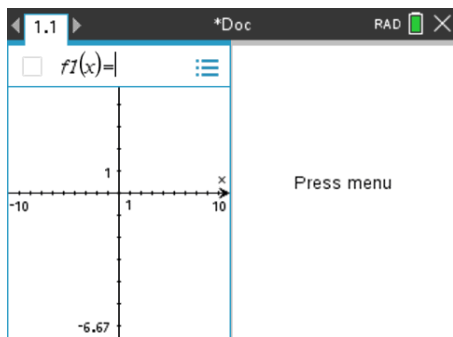 1.1
*Doc
RAD
f1(x)=
1
x
-10
1
10
-6.67
Press menu